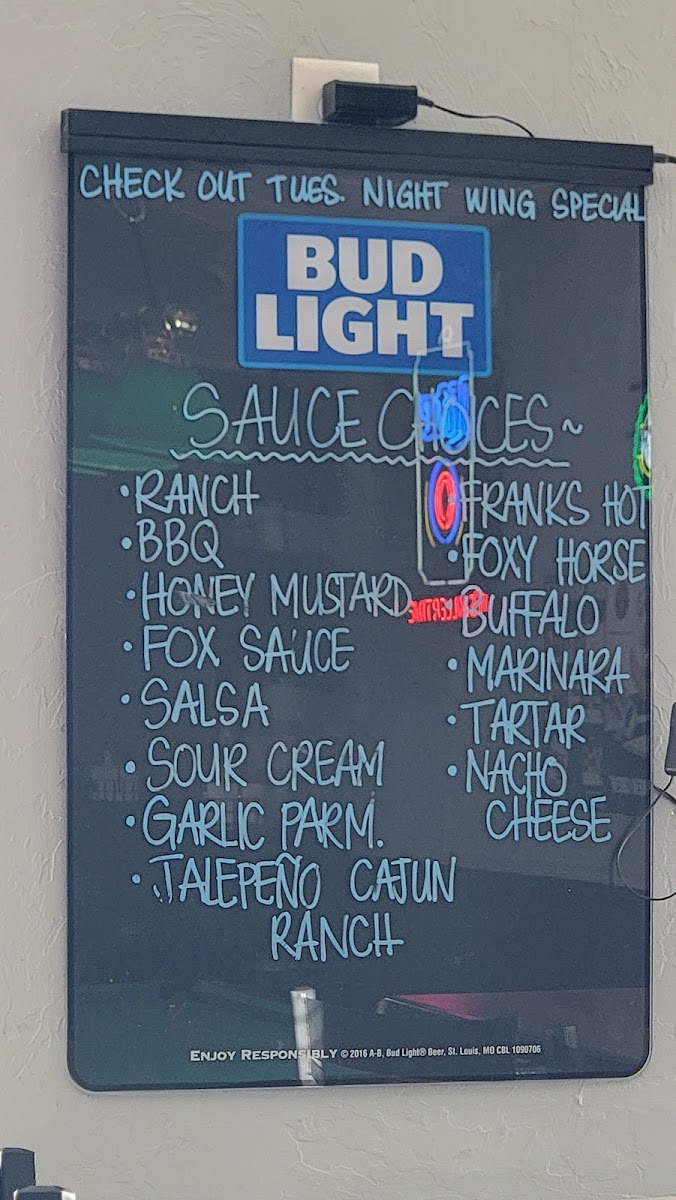 CHECK OUT TUES. NIGHT WING SPECIAL
BUD
LIGHT
SAUCE CHOICES~
• RANCH
• BBQ
• HONEY MUSTARD
• FOX SAUCE
• SALSA
• SOUR CREAM
• GARLIC PARM.
• JALEPEÑO CAJUN
RANCH
• FRANKS HOT
• FOXY HORSE
• BUFFALO
• MARINARA
• TARTAR
• NACHO
CHEESE
ENJOY RESPONSIBLY © 2016 A-B, Bud Light® Beer, St. Louis, MO CBL 1090706